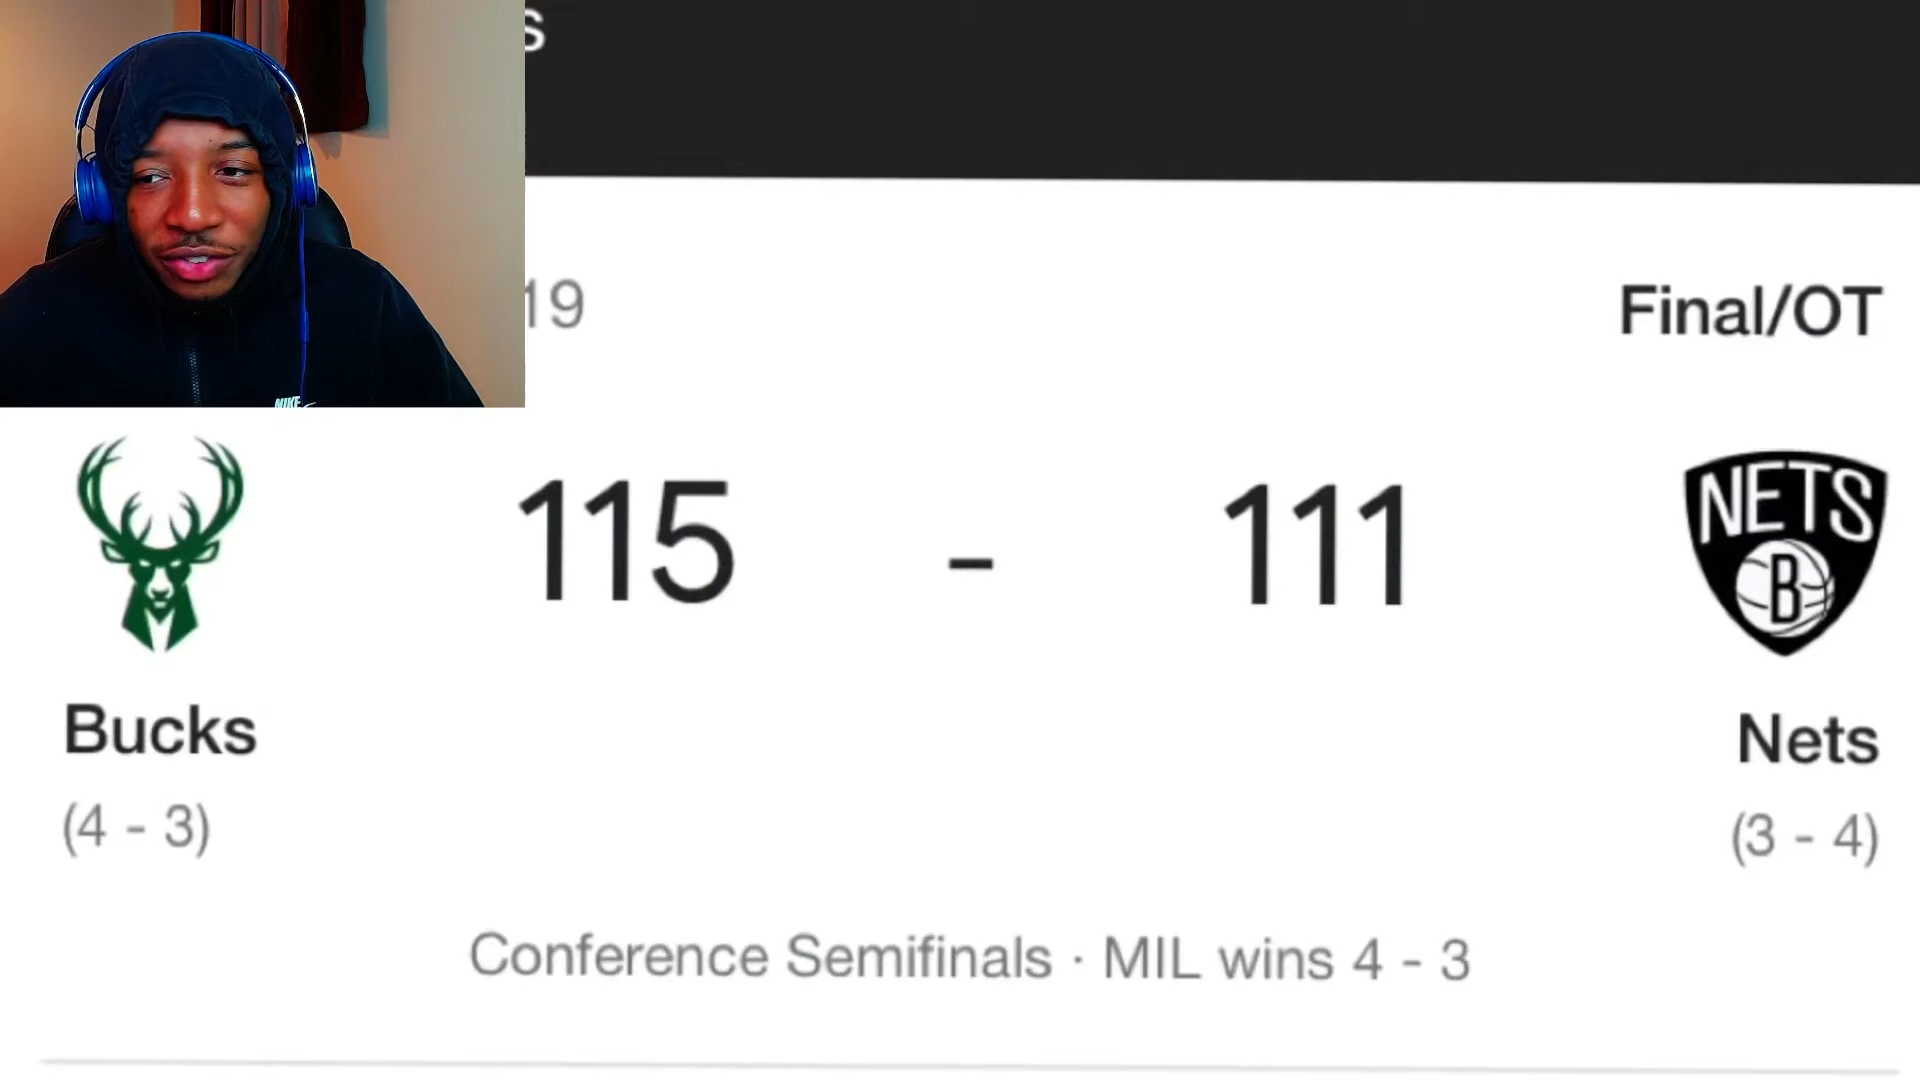 s
19
Final/OT
NIKE
115 - 111
NETS
B
Bucks
Nets
(4 - 3)
(3 - 4)
Conference Semifinals · MIL wins 4 - 3